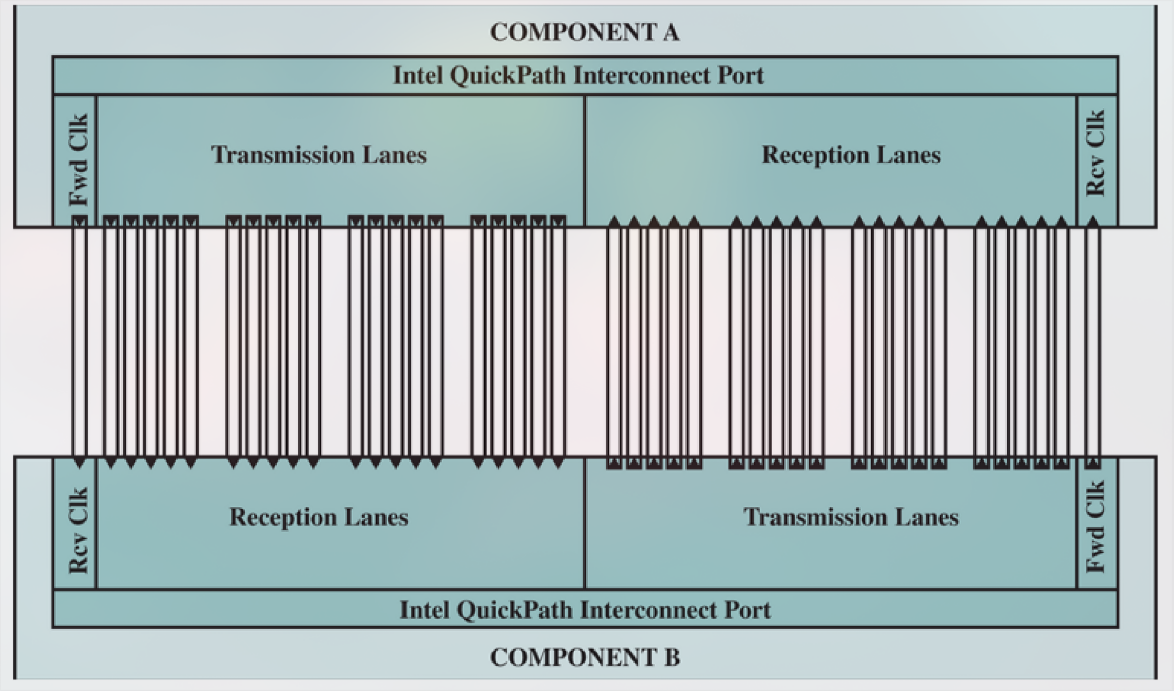 COMPONENT A
Intel QuickPath Interconnect Port
Fwd Clk
Transmission Lanes
Reception Lanes
Rcv Clk
Rcv Clk
Reception Lanes
Transmission Lanes
Fwd Clk
Intel QuickPath Interconnect Port
COMPONENT B